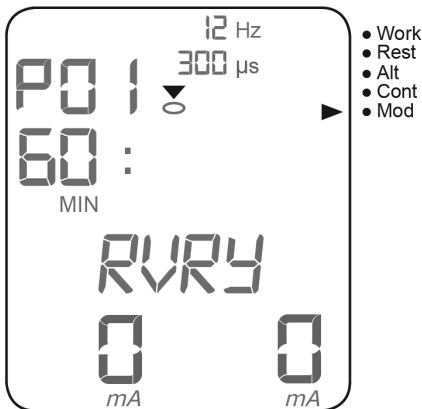 12 Hz
300 µs
P01
60 :
MIN
RVRY
0 0
mA mA
• Work
• Rest
• Alt
• Cont
• Mod